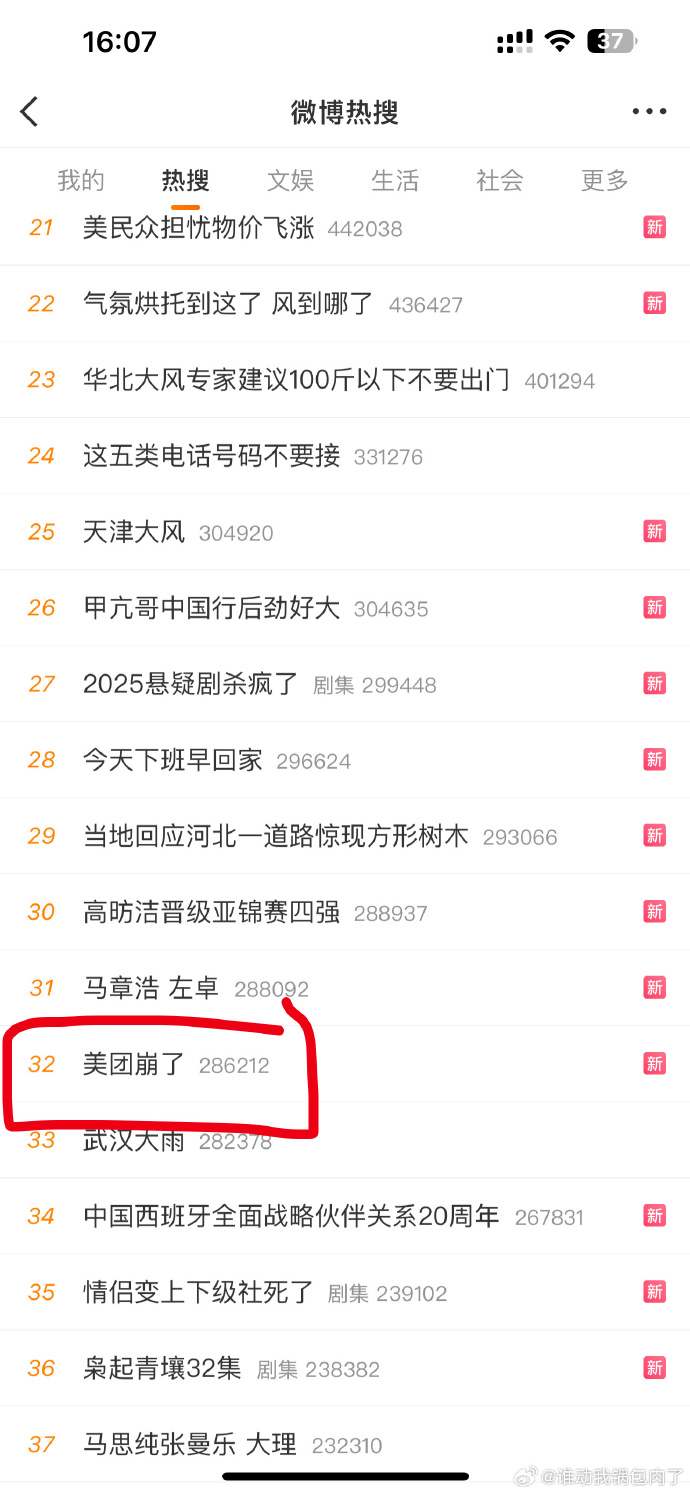 16:07
37
微博热搜
我的 热搜 文娱 生活 社会 更多
21 美民众担忧物价飞涨 442038 新
22 气氛烘托到这了 风到哪了 436427 新
23 华北大风专家建议100斤以下不要出门 401294
24 这五类电话号码不要接 331276
25 天津大风 304920 新
26 甲亢哥中国行后劲好大 304635 新
27 2025悬疑剧杀疯了 剧集 299448 新
28 今天下班早回家 296624 新
29 当地回应河北一道路惊现方形树木 293066 新
30 高昉洁晋级亚锦赛四强 288937 新
31 马章浩 左卓 288092 新
32 美团崩了 286212 新
33 武汉大雨 282378
34 中国西班牙全面战略伙伴关系20周年 267831 新
35 情侣变上下级社死了 剧集 239102 新
36 枭起青壤32集 剧集 238382 新
37 马思纯张曼乐 大理 232310
@谁动我锅包肉了